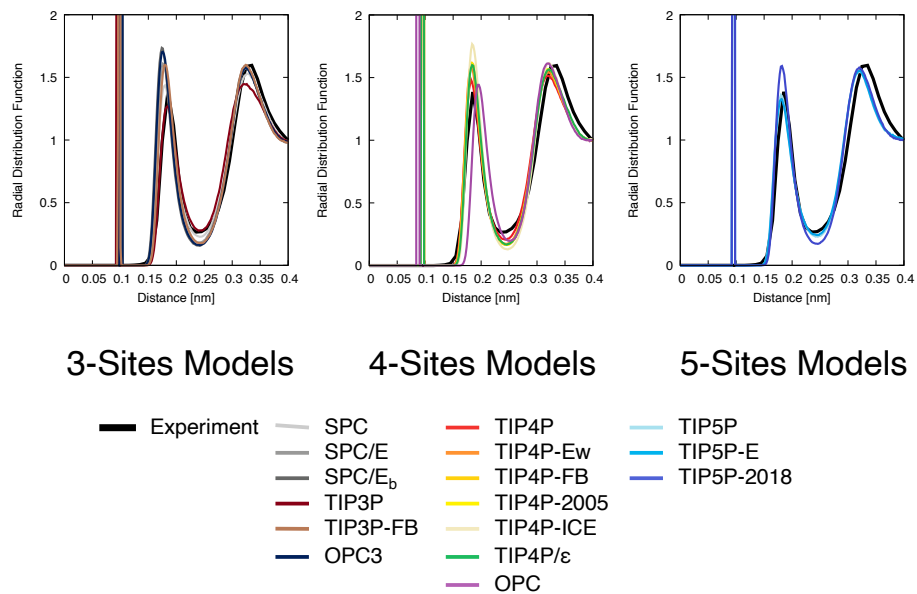 2
1.5
1
0.5
0
0 0.05 0.1 0.15 0.2 0.25 0.3 0.35 0.4
Radial Distribution Function
Distance [nm]
2
1.5
1
0.5
0
0 0.05 0.1 0.15 0.2 0.25 0.3 0.35 0.4
Radial Distribution Function
Distance [nm]
2
1.5
1
0.5
0
0 0.05 0.1 0.15 0.2 0.25 0.3 0.35 0.4
Radial Distribution Function
Distance [nm]
3-Sites Models
4-Sites Models
5-Sites Models
Experiment
SPC
SPC/E
SPC/E_b
TIP3P
TIP3P-FB
OPC3
TIP4P
TIP4P-Ew
TIP4P-FB
TIP4P-2005
TIP4P-ICE
TIP4P/ε
OPC
TIP5P
TIP5P-E
TIP5P-2018